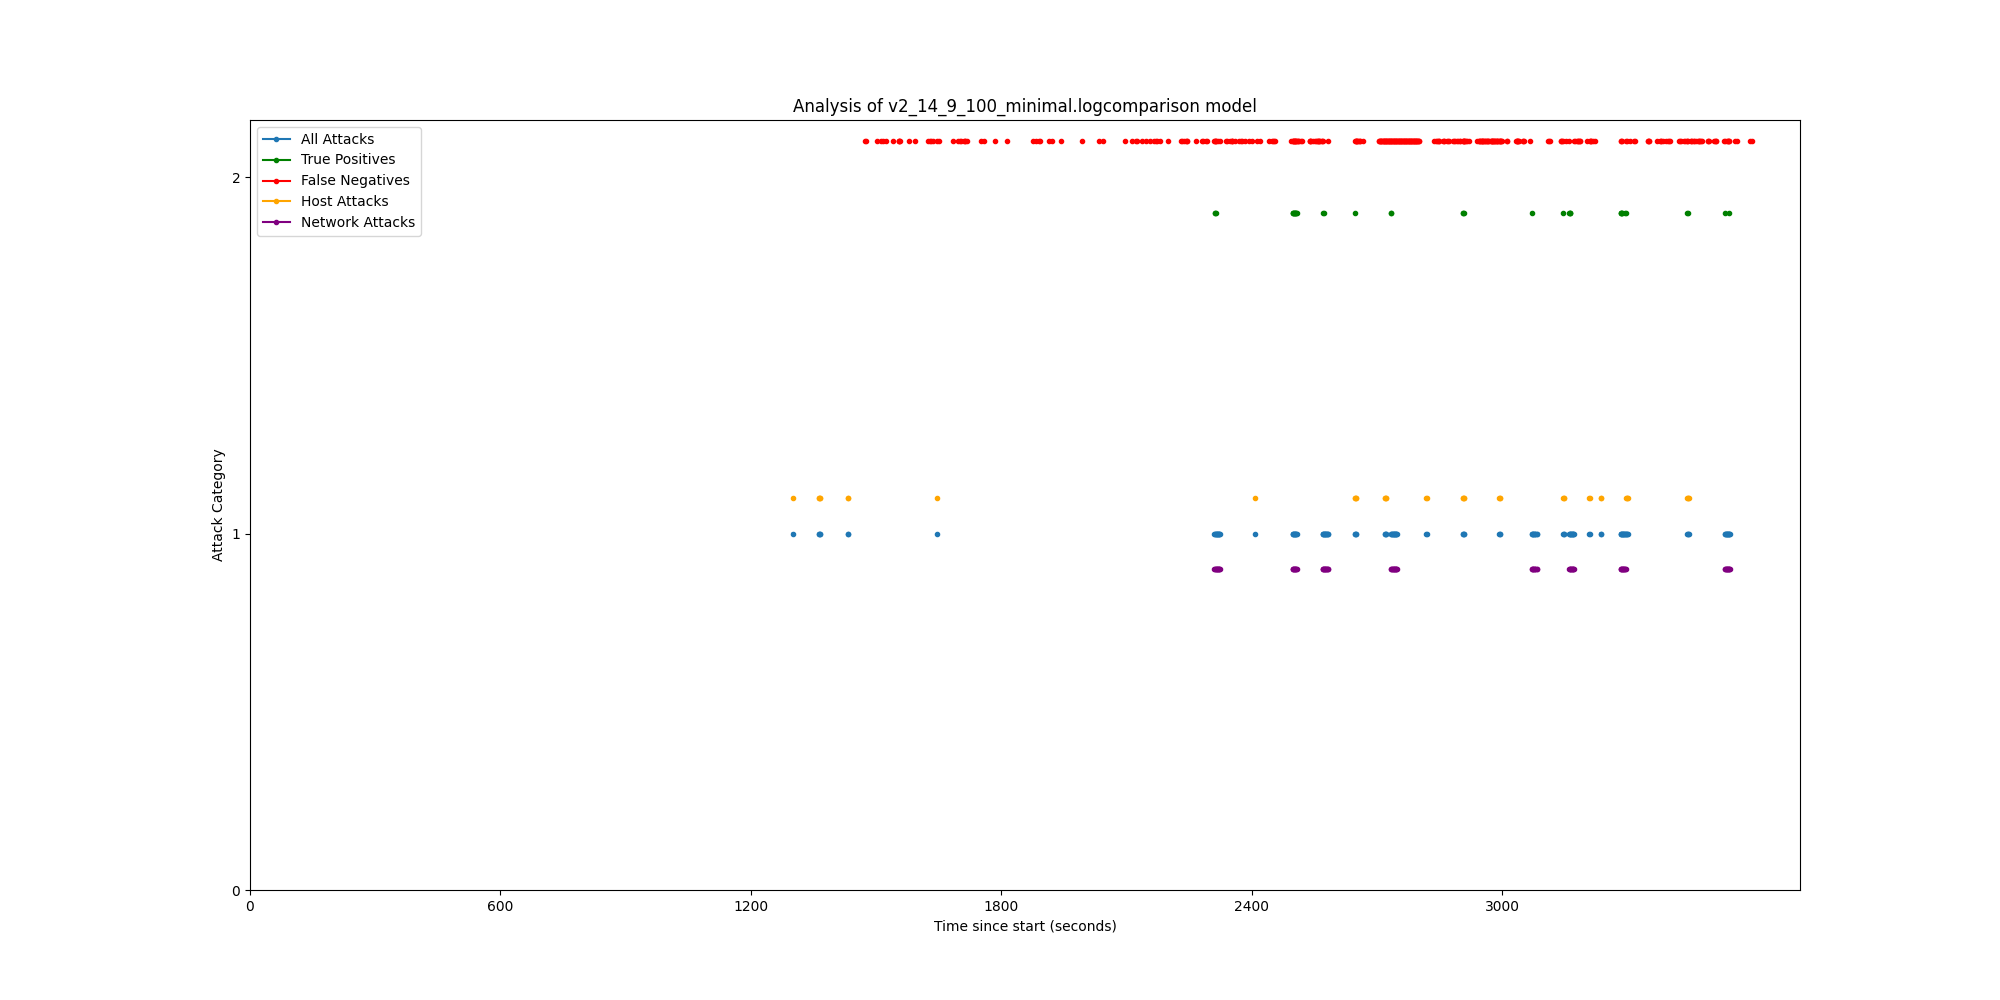 Analysis of v2_14_9_100_minimal.logcomparison model
All Attacks
True Positives
False Negatives
Host Attacks
Network Attacks
2
1
0
Attack Category
0 600 1200 1800 2400 3000
Time since start (seconds)